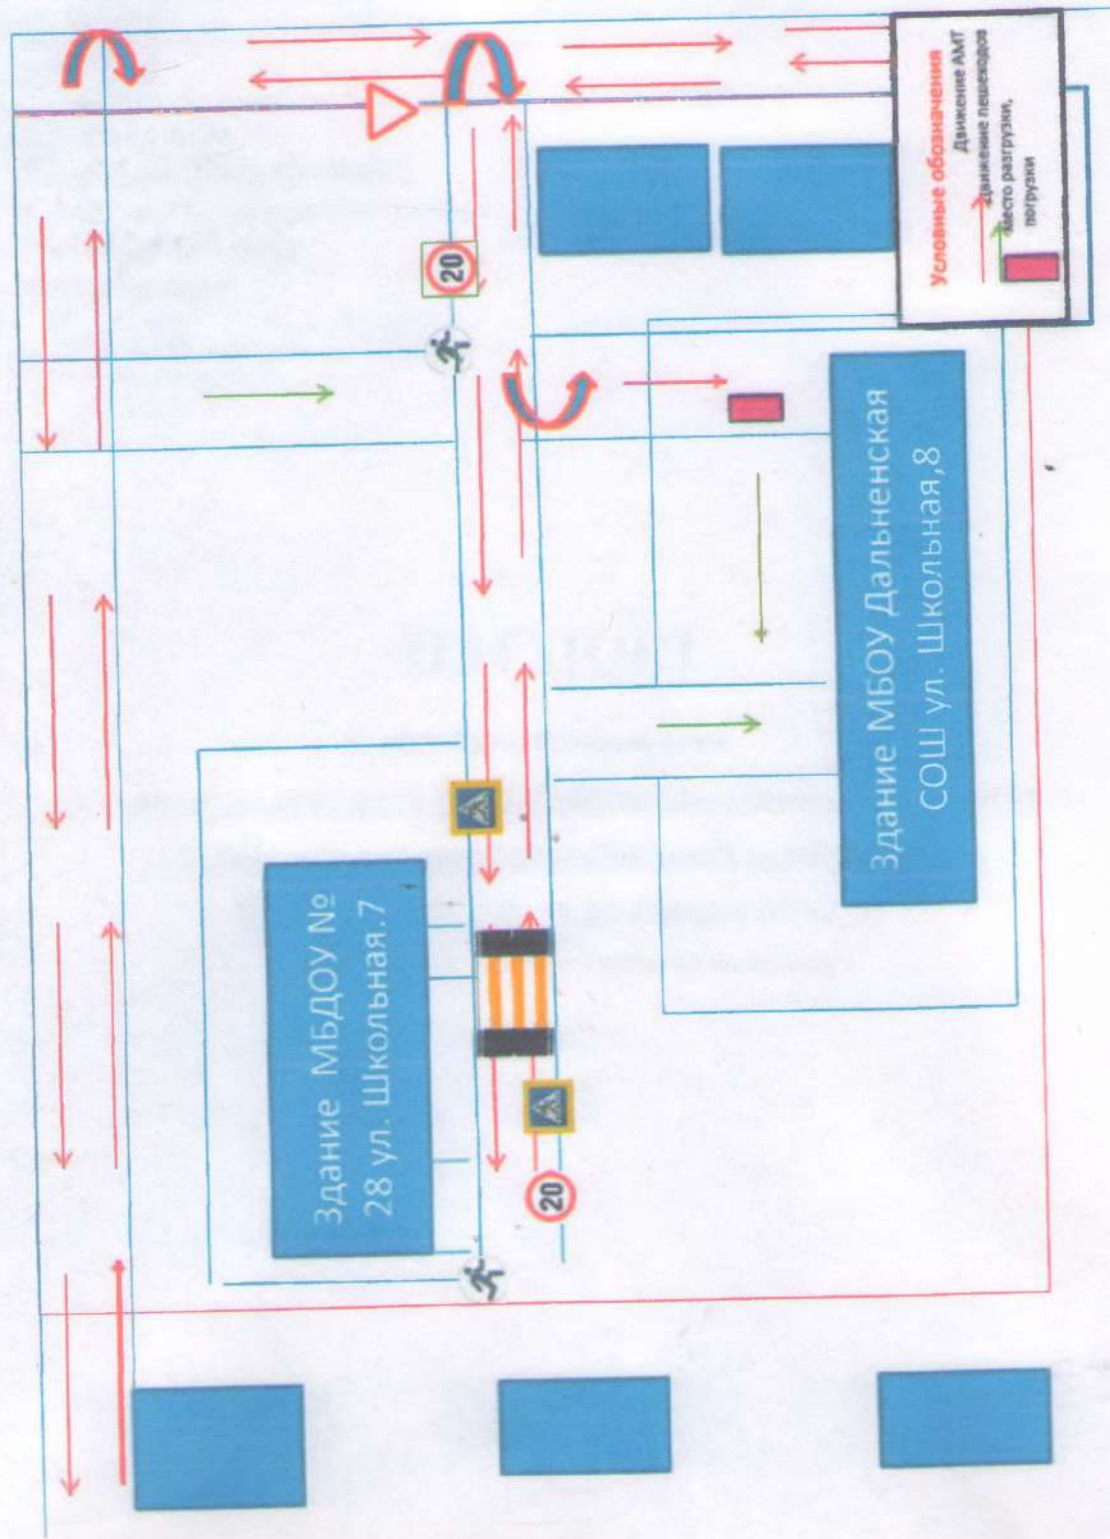 Условные обозначения
Движение АМТ
Движение пешеходов
Место разгрузки,
погрузки
20
Здание МБДОУ №
28 ул. Школьная.7
20
Здание МБОУ Дальненская
СОШ ул. Школьная,8